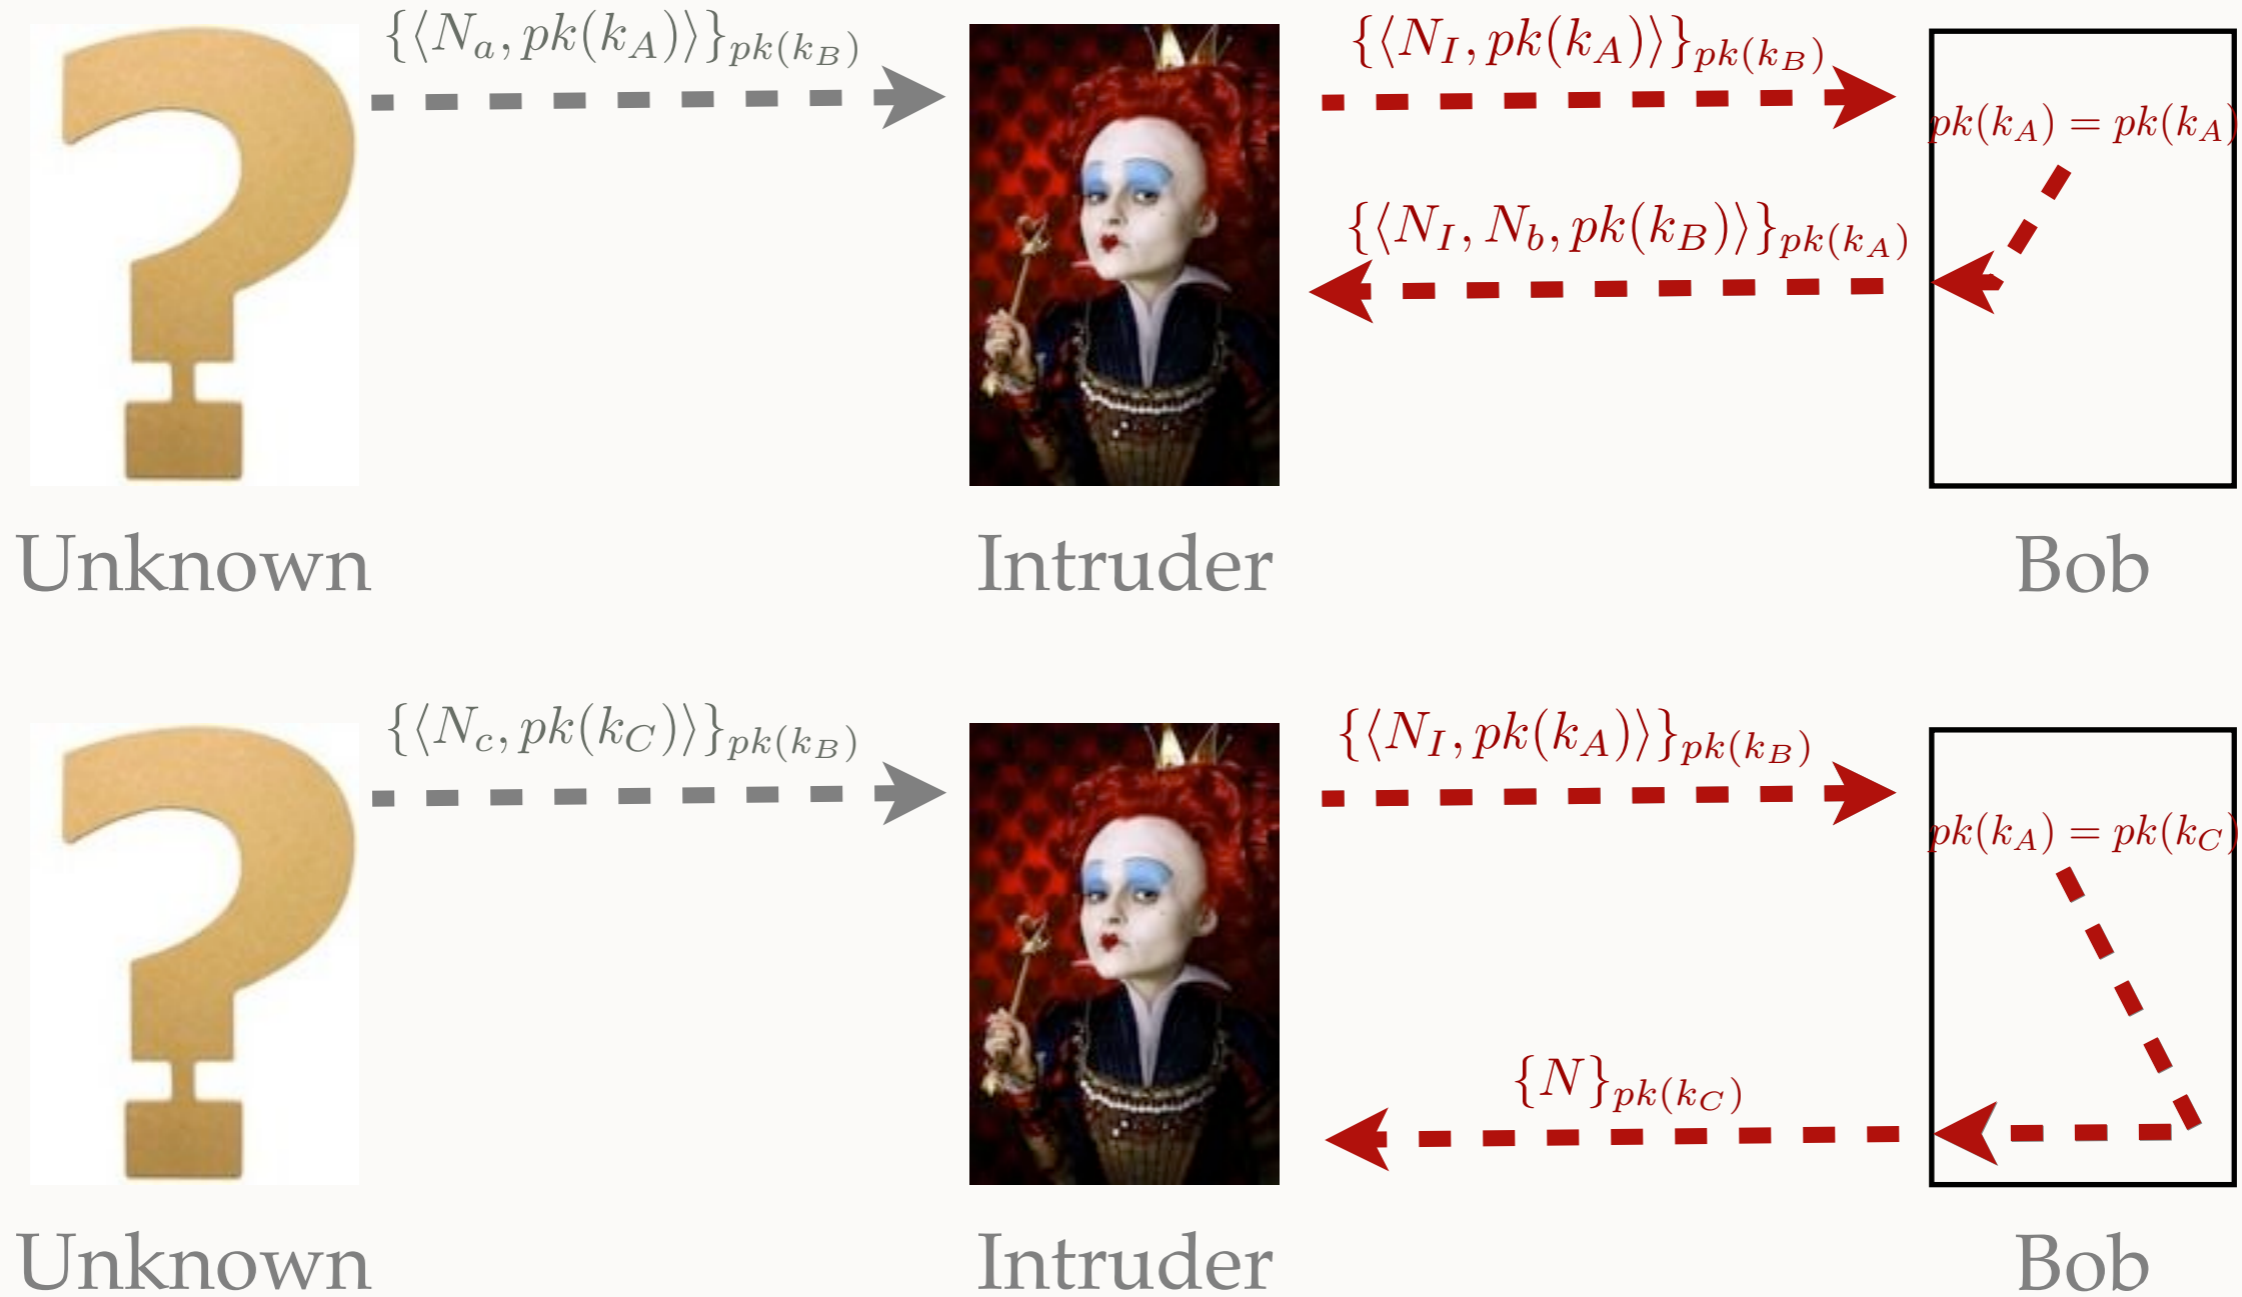 {⟨N_a, pk(k_A)⟩}_{pk(k_B)}
{⟨N_I, pk(k_A)⟩}_{pk(k_B)}
pk(k_A) = pk(k_A)
{⟨N_I, N_b, pk(k_B)⟩}_{pk(k_A)}
Unknown
Intruder
Bob
{⟨N_c, pk(k_C)⟩}_{pk(k_B)}
{⟨N_I, pk(k_A)⟩}_{pk(k_B)}
pk(k_A) = pk(k_C)
{N}_{pk(k_C)}
Unknown
Intruder
Bob